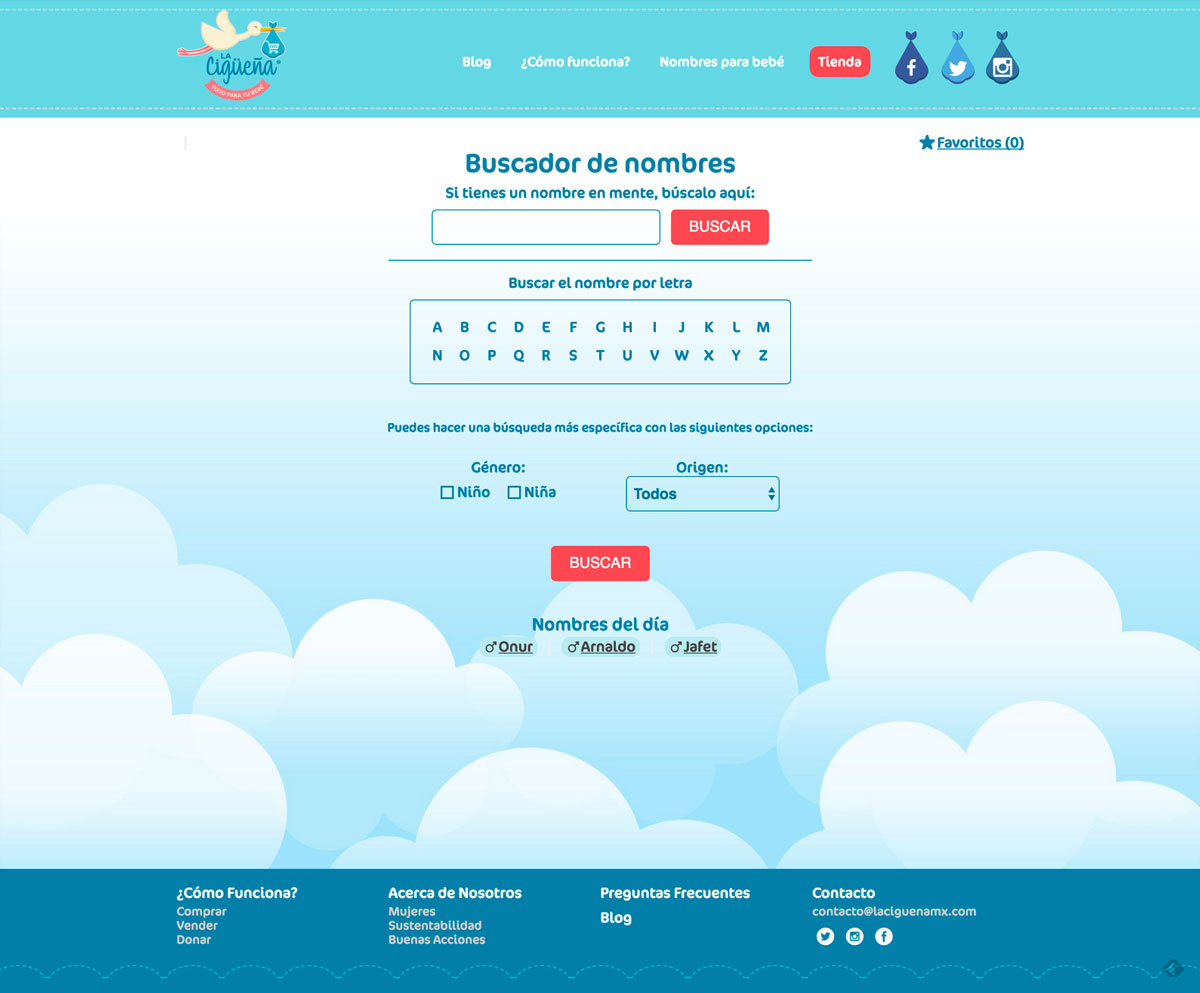 LA
Cigüeña®
TODO PARA TU BEBÉ
Blog
¿Cómo funciona?
Nombres para bebé
Tienda
Favoritos (0)
Buscador de nombres
Si tienes un nombre en mente, búscalo aquí:
BUSCAR
Buscar el nombre por letra
A B C D E F G H I J K L M
N O P Q R S T U V W X Y Z
Puedes hacer una búsqueda más específica con las siguientes opciones:
Género:
Niño Niña
Origen:
Todos
BUSCAR
Nombres del día
♂Onur ♂Arnaldo ♂Jafet
¿Cómo Funciona?
Comprar
Vender
Donar
Acerca de Nosotros
Mujeres
Sustentabilidad
Buenas Acciones
Preguntas Frecuentes
Blog
Contacto
contacto@laciguenamx.com